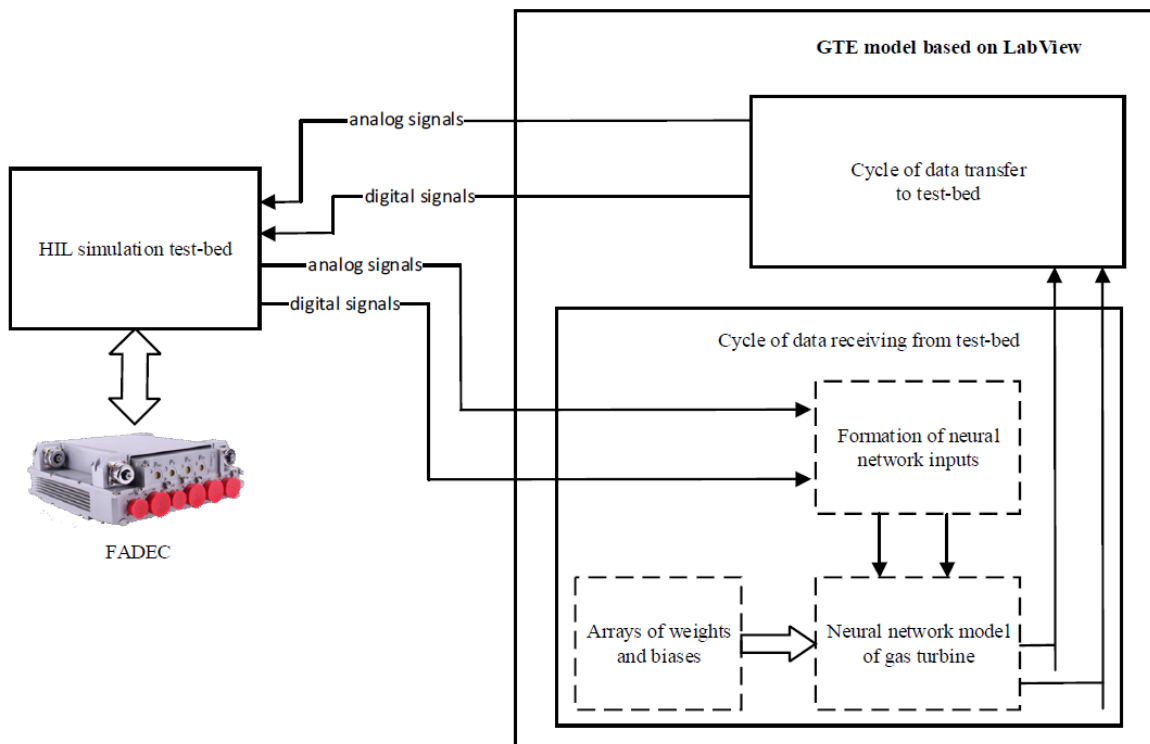 GTE model based on LabView
analog signals
Cycle of data transfer
to test-bed
digital signals
HIL simulation test-bed
analog signals
digital signals
Cycle of data receiving from test-bed
Formation of neural
network inputs
FADEC
Arrays of weights
and biases
Neural network model
of gas turbine